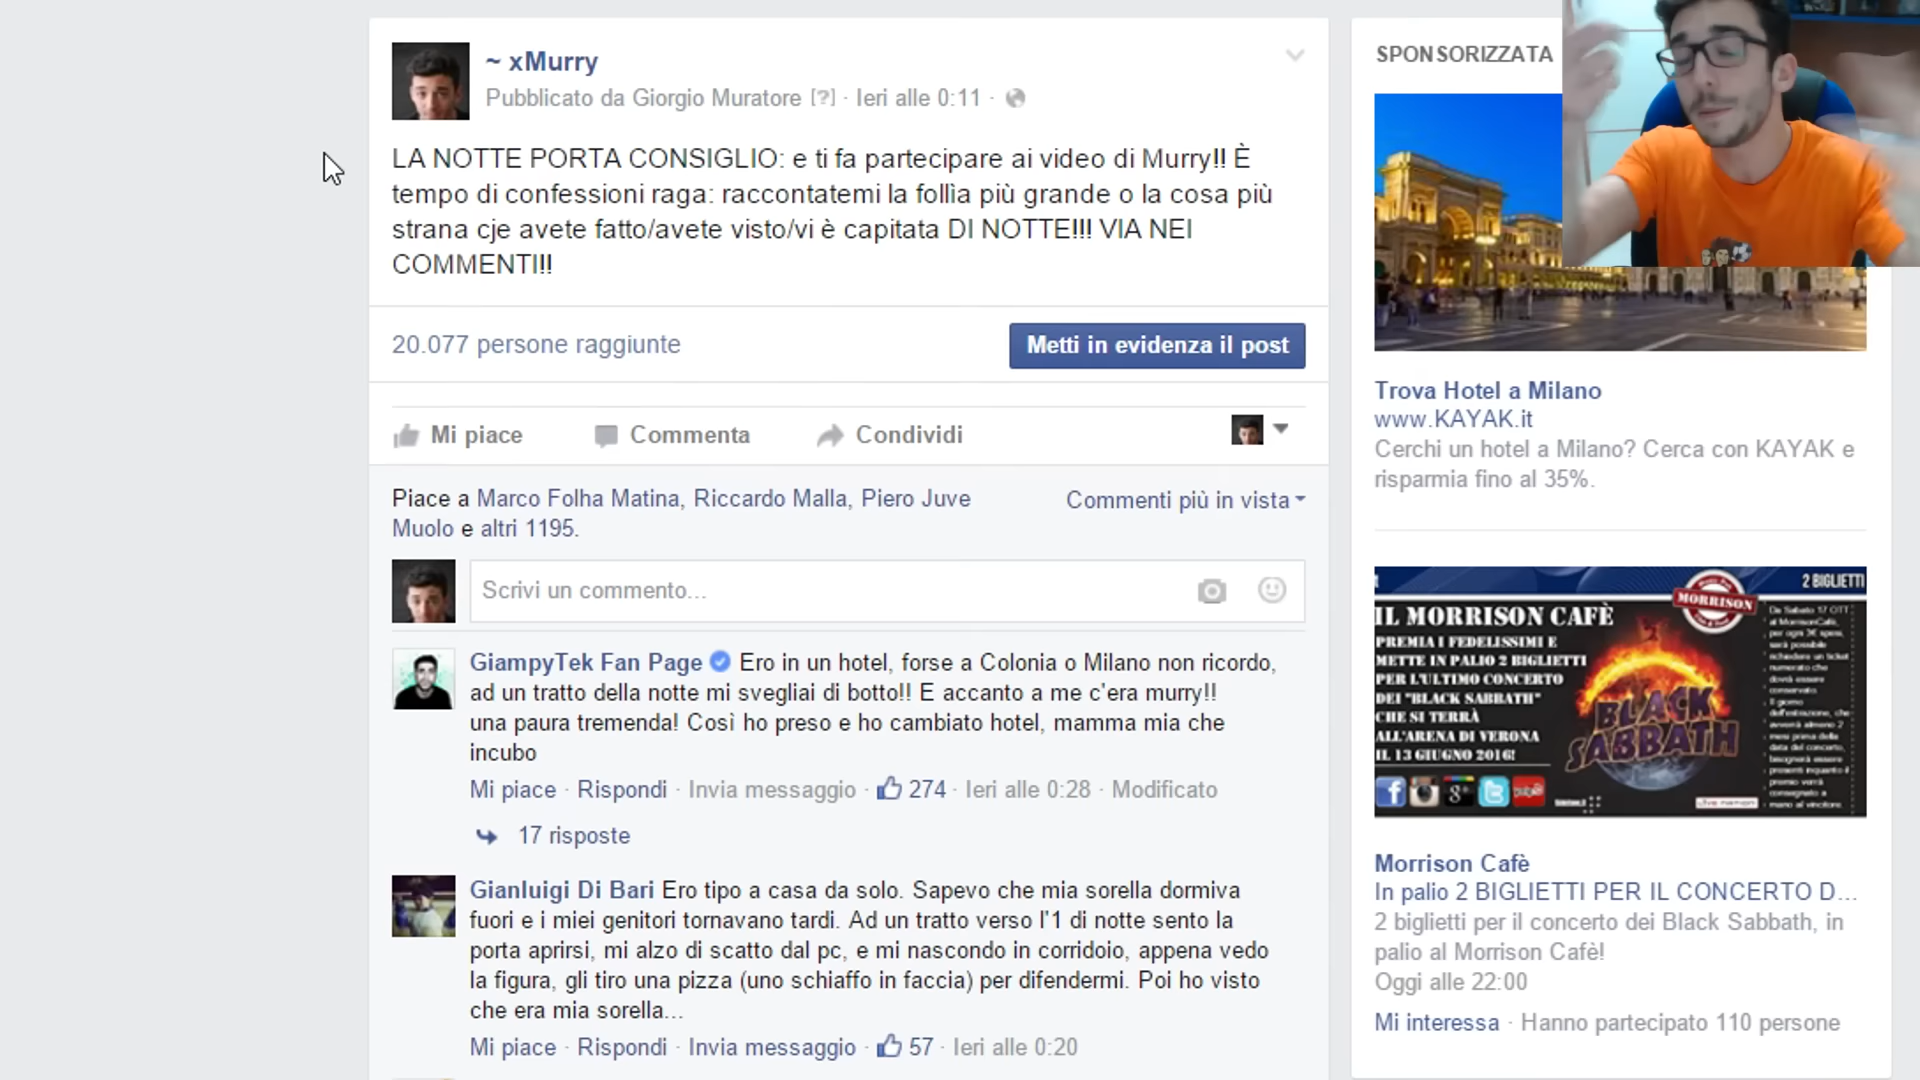 ~ xMurry
Pubblicato da Giorgio Muratore [?] · Ieri alle 0:11 ·
LA NOTTE PORTA CONSIGLIO: e ti fa partecipare ai video di Murry!! È
tempo di confessioni raga: raccontatemi la follìa più grande o la cosa più
strana cje avete fatto/avete visto/vi è capitata DI NOTTE!!! VIA NEI
COMMENTI!!
20.077 persone raggiunte
Metti in evidenza il post
Mi piace
Commenta
Condividi
Piace a Marco Folha Matina, Riccardo Malla, Piero Juve
Muolo e altri 1195.
Commenti più in vista
Scrivi un commento...
GiampyTek Fan Page Ero in un hotel, forse a Colonia o Milano non ricordo,
ad un tratto della notte mi svegliai di botto!! E accanto a me c'era murry!!
una paura tremenda! Così ho preso e ho cambiato hotel, mamma mia che
incubo
Mi piace · Rispondi · Invia messaggio · 274 · Ieri alle 0:28 · Modificato
17 risposte
Gianluigi Di Bari Ero tipo a casa da solo. Sapevo che mia sorella dormiva
fuori e i miei genitori tornavano tardi. Ad un tratto verso l'1 di notte sento la
porta aprirsi, mi alzo di scatto dal pc, e mi nascondo in corridoio, appena vedo
la figura, gli tiro una pizza (uno schiaffo in faccia) per difendermi. Poi ho visto
che era mia sorella...
Mi piace · Rispondi · Invia messaggio · 57 · Ieri alle 0:20
SPONSORIZZATA
Trova Hotel a Milano
www.KAYAK.it
Cerchi un hotel a Milano? Cerca con KAYAK e
risparmia fino al 35%.
2 BIGLIETTI
MORRISON
IL MORRISON CAFÈ
PREMIA I FEDELISSIMI E
METTE IN PALIO 2 BIGLIETTI
PER L'ULTIMO CONCERTO
DEI "BLACK SABBATH"
CHE SI TERRÀ
ALL'ARENA DI VERONA
IL 13 GIUGNO 2016!
BLACK
SABBATH
Morrison Cafè
In palio 2 BIGLIETTI PER IL CONCERTO D...
2 biglietti per il concerto dei Black Sabbath, in
palio al Morrison Cafè!
Oggi alle 22:00
Mi interessa · Hanno partecipato 110 persone